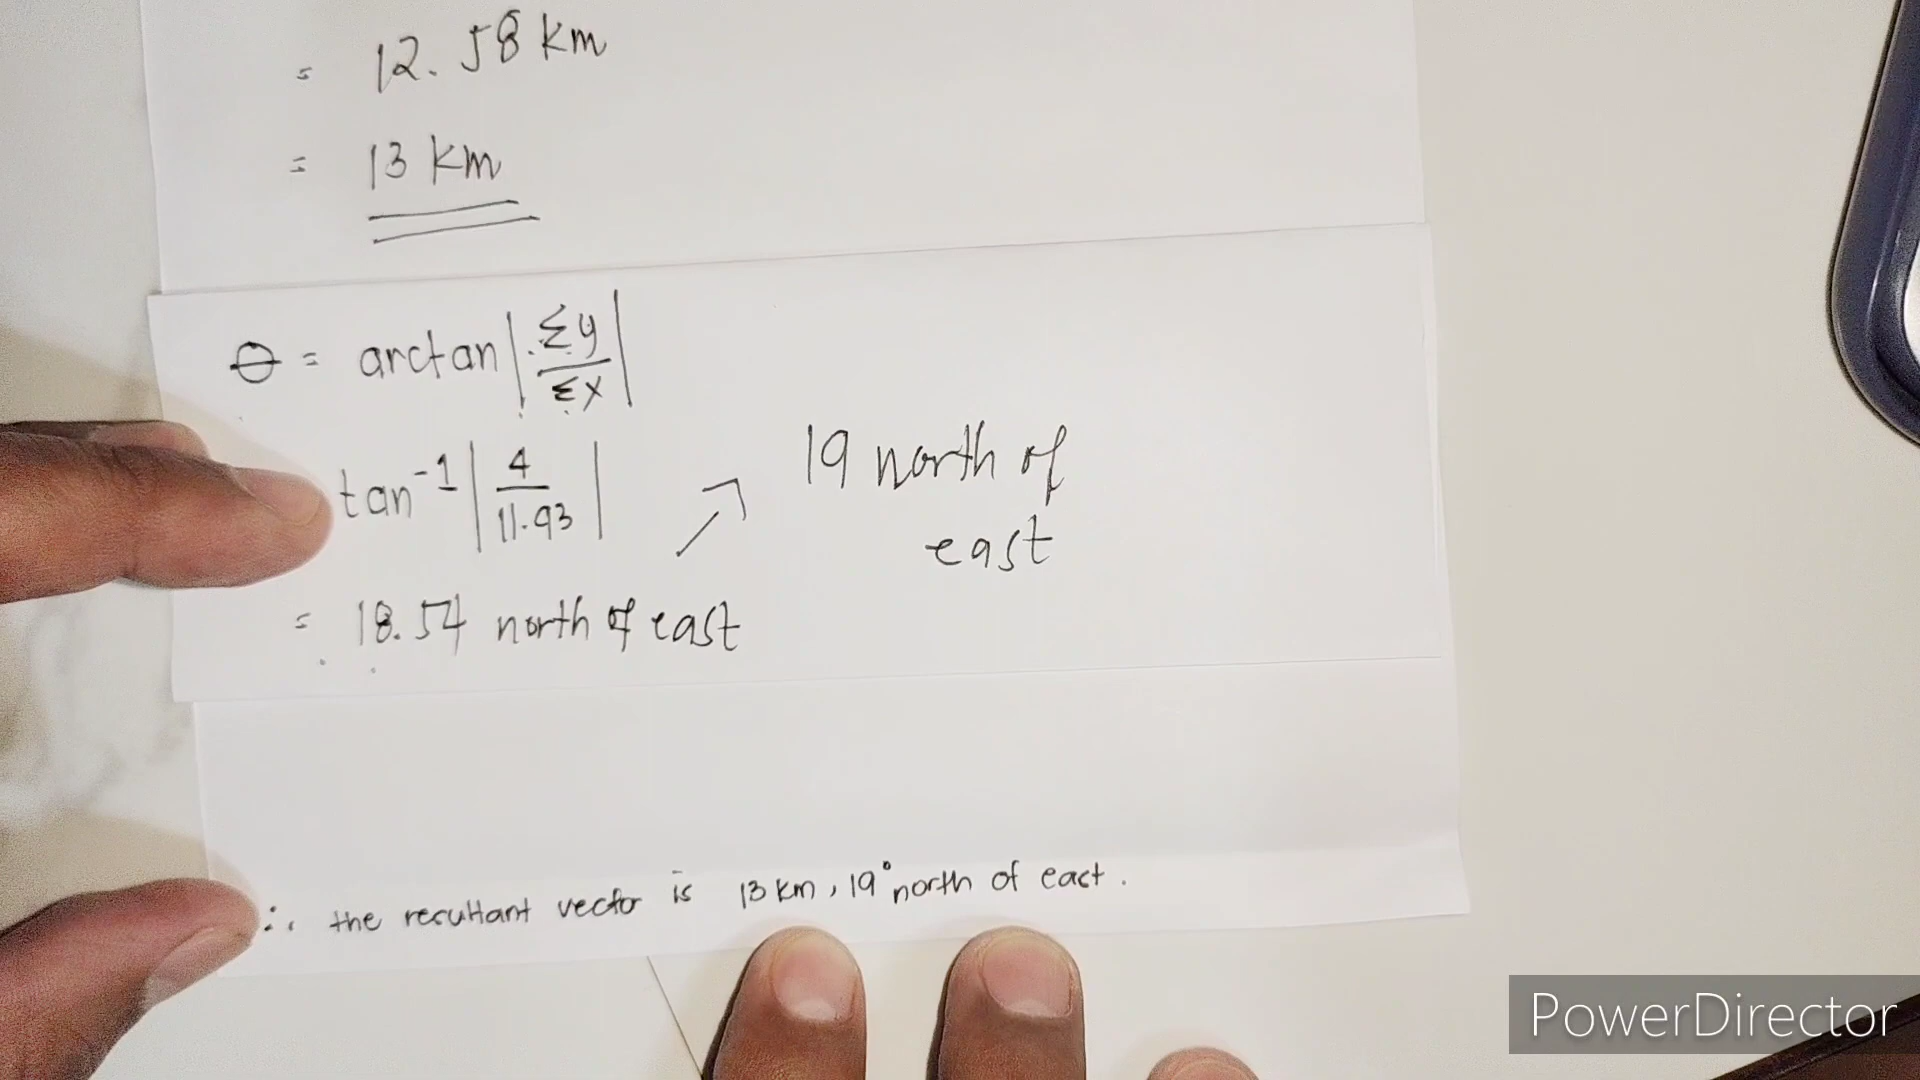 = 12.58 km
= 13 km
θ = arctan |Σy/Σx|
tan⁻¹ |4/11.93|
= 18.54 north of east
↗ 19 north of
east
∴ the resultant vector is 13 km, 19° north of east.
PowerDirector